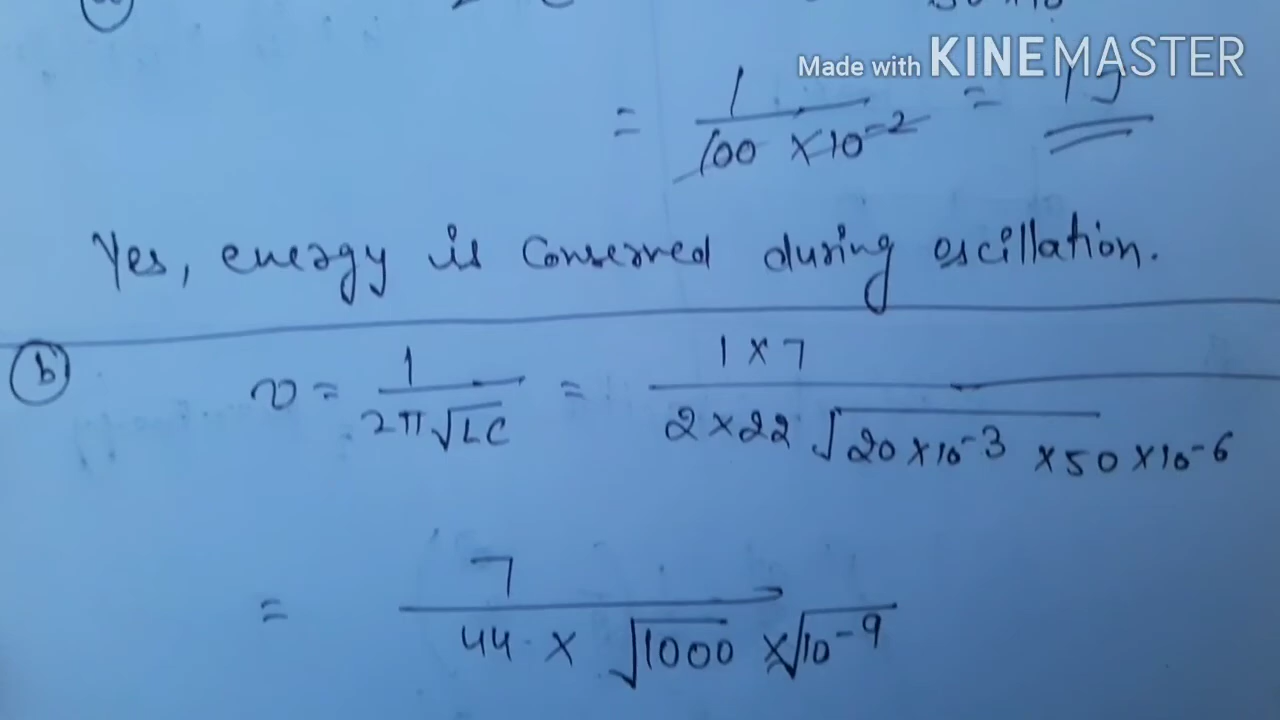 Made with KINEMASTER
= 1 / 100 × 10⁻² = 1J
Yes, energy is conserved during oscillation.
(b) υ = 1 / 2π√LC = 1 × 7 / 2 × 22 √20 × 10⁻³ × 50 × 10⁻⁶
= 7 / 44 × √1000 × √10⁻⁹